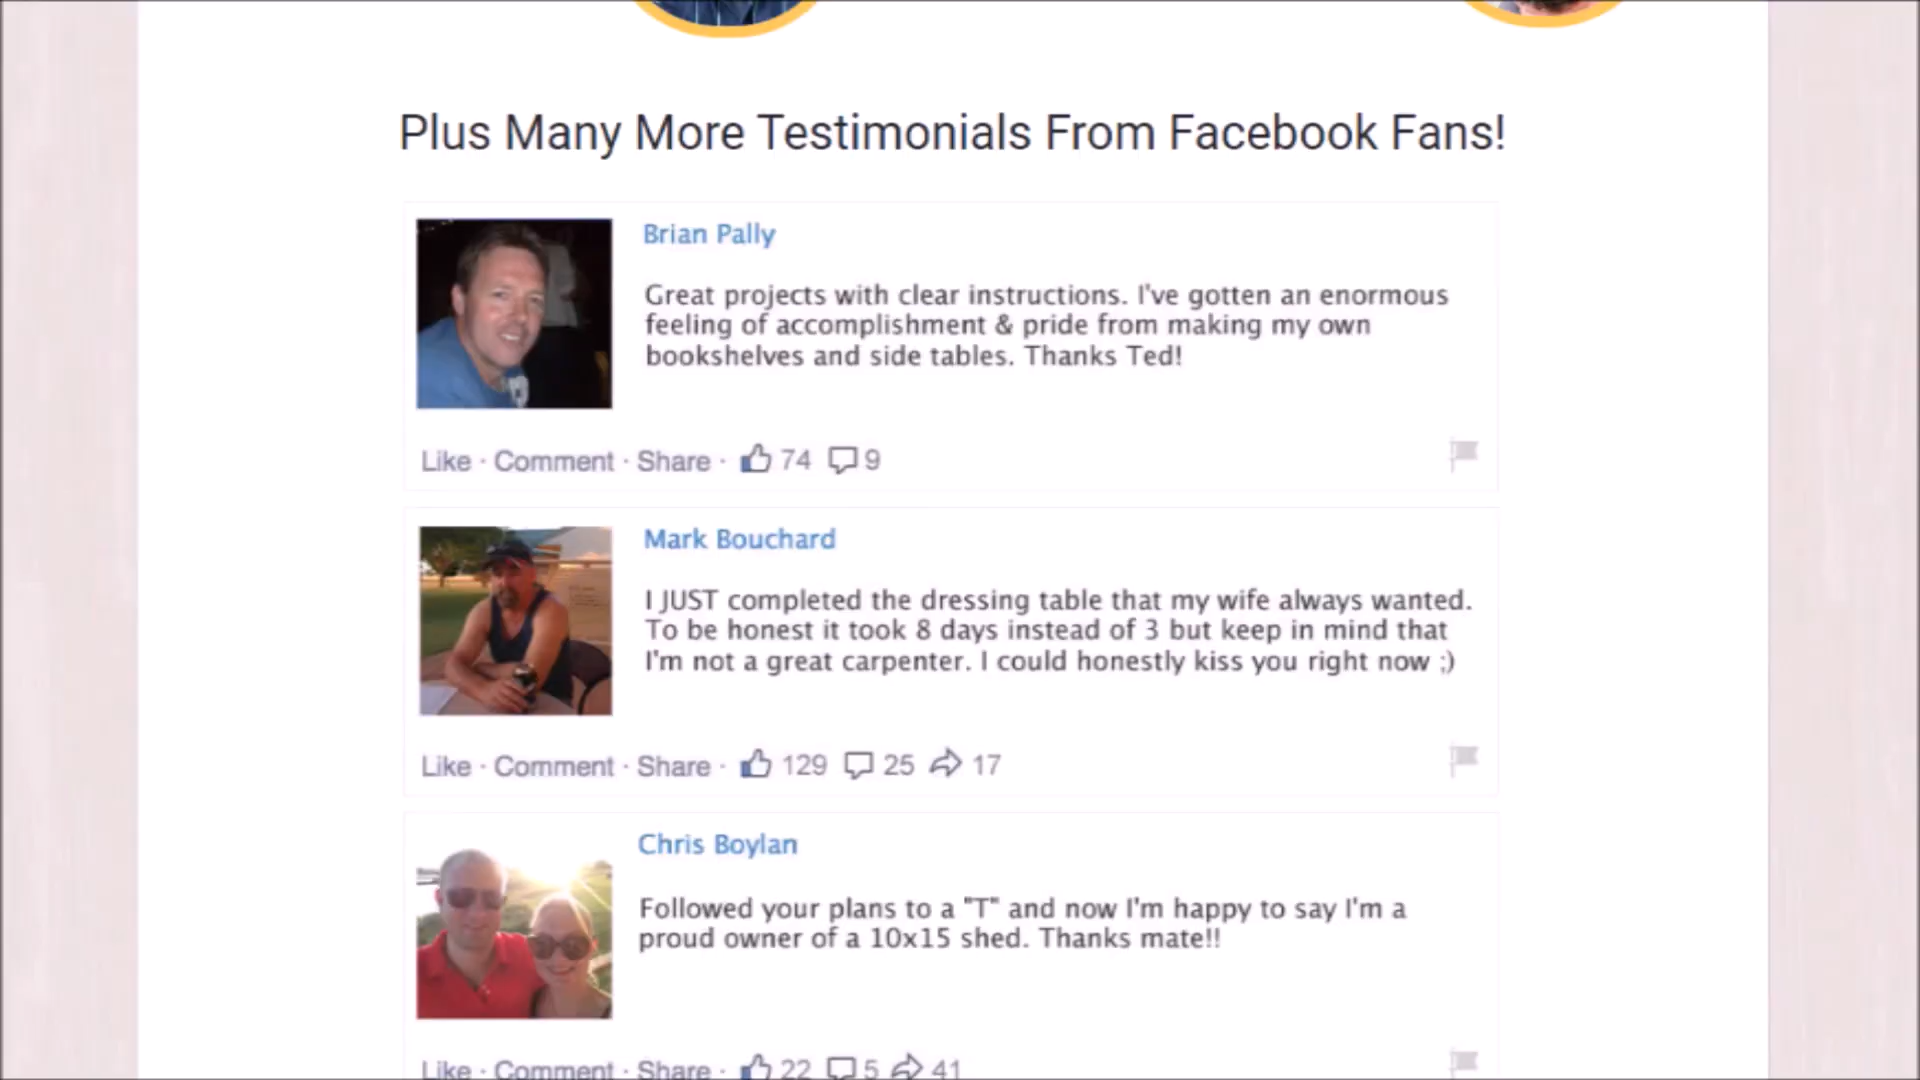 Plus Many More Testimonials From Facebook Fans!
Brian Pally
Great projects with clear instructions. I've gotten an enormous
feeling of accomplishment & pride from making my own
bookshelves and side tables. Thanks Ted!
Like · Comment · Share · 74 9
Mark Bouchard
I JUST completed the dressing table that my wife always wanted.
To be honest it took 8 days instead of 3 but keep in mind that
I'm not a great carpenter. I could honestly kiss you right now ;)
Like · Comment · Share · 129 25 17
Chris Boylan
Followed your plans to a "T" and now I'm happy to say I'm a
proud owner of a 10x15 shed. Thanks mate!!
Like · Comment · Share · 22 5 41